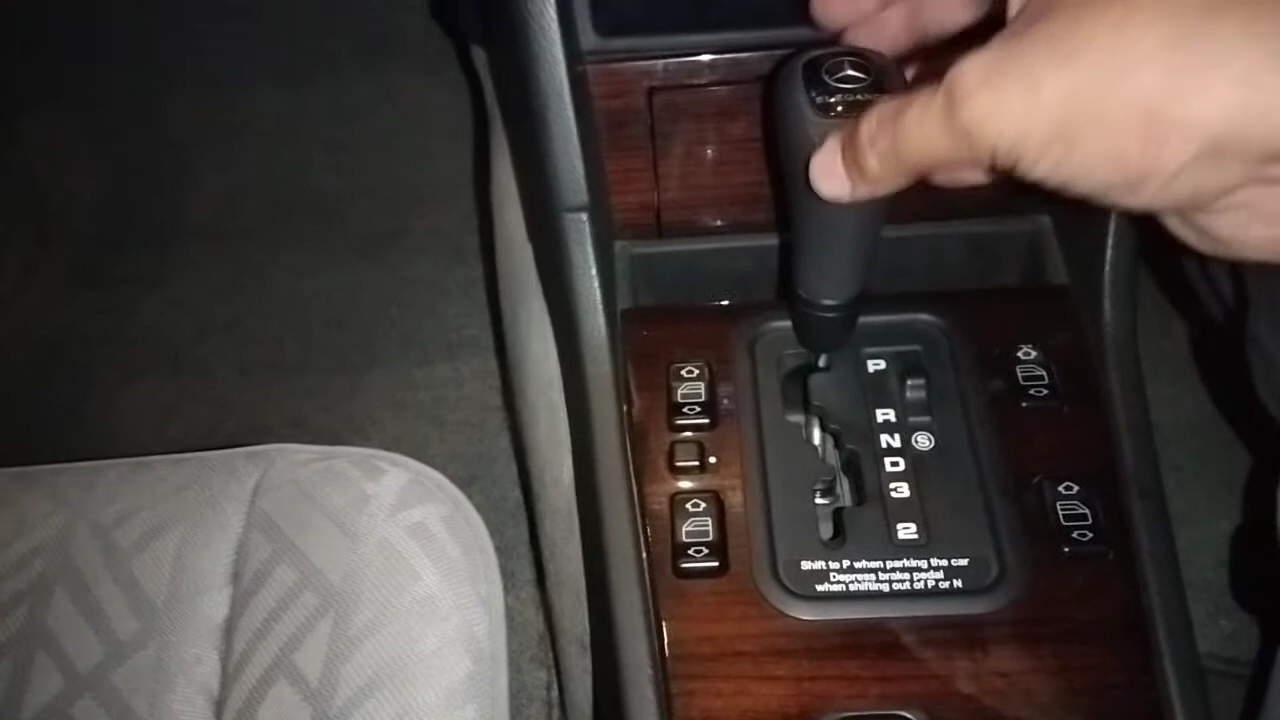 ELEGANCE
P
R
N S
D
3
2
Shift to P when parking the car
Depress brake pedal
when shifting out of P or N